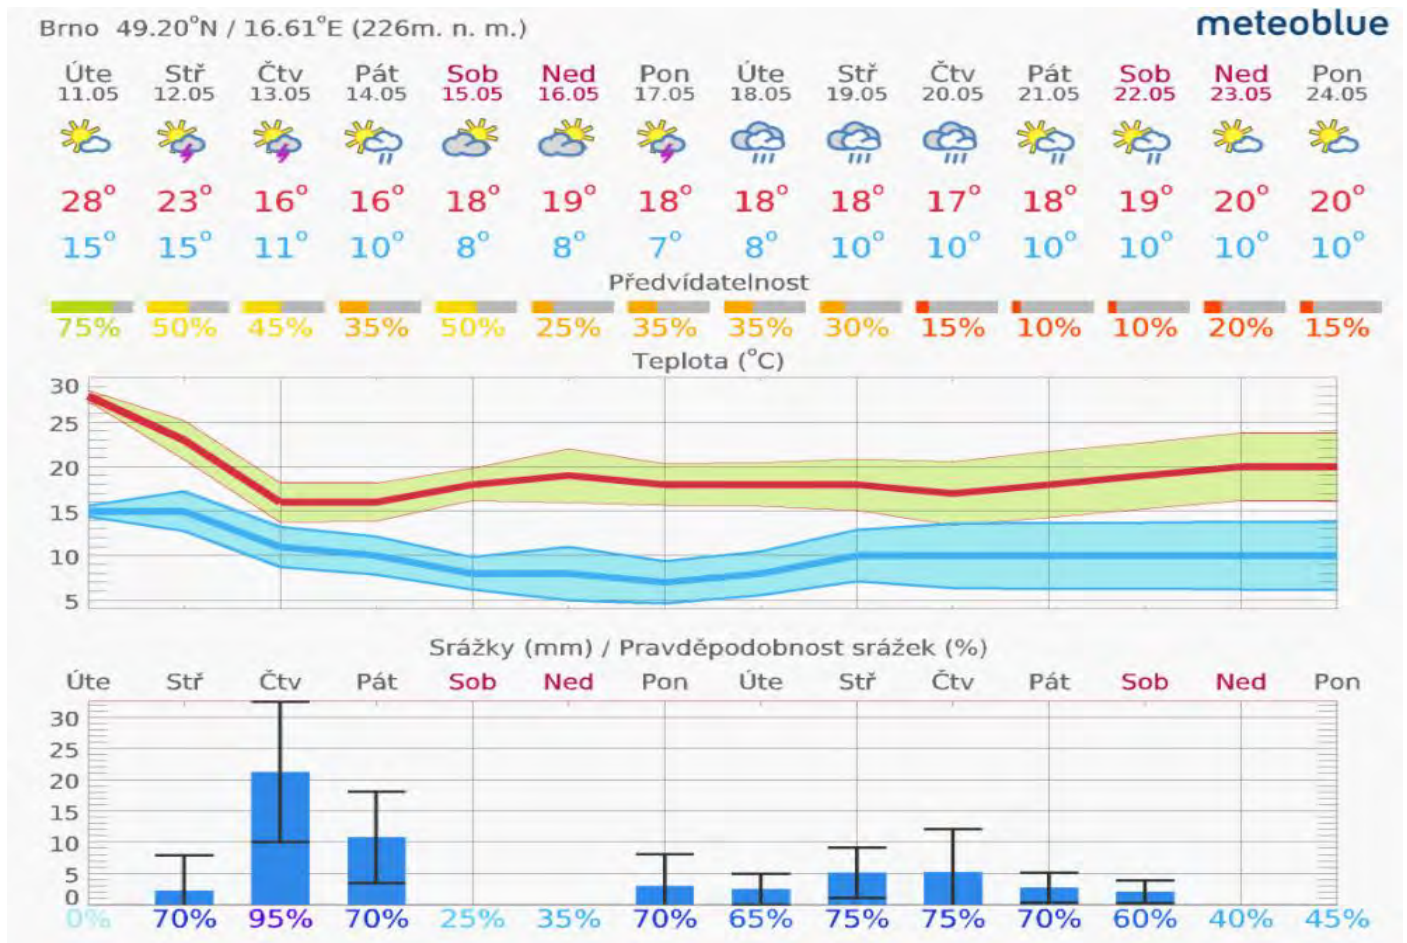 Brno 49.20°N / 16.61°E (226m. n. m.)
meteoblue
Úte Stř Čtv Pát Sob Ned Pon Úte Stř Čtv Pát Sob Ned Pon
11.05 12.05 13.05 14.05 15.05 16.05 17.05 18.05 19.05 20.05 21.05 22.05 23.05 24.05
28° 23° 16° 16° 18° 19° 18° 18° 18° 17° 18° 19° 20° 20°
15° 15° 11° 10° 8° 8° 7° 8° 10° 10° 10° 10° 10° 10°
Předvídatelnost
75% 50% 45% 35% 50% 25% 35% 35% 30% 15% 10% 10% 20% 15%
Teplota (°C)
30
25
20
15
10
5
Srážky (mm) / Pravděpodobnost srážek (%)
Úte Stř Čtv Pát Sob Ned Pon Úte Stř Čtv Pát Sob Ned Pon
30
25
20
15
10
5
0
0% 70% 95% 70% 25% 35% 70% 65% 75% 75% 70% 60% 40% 45%